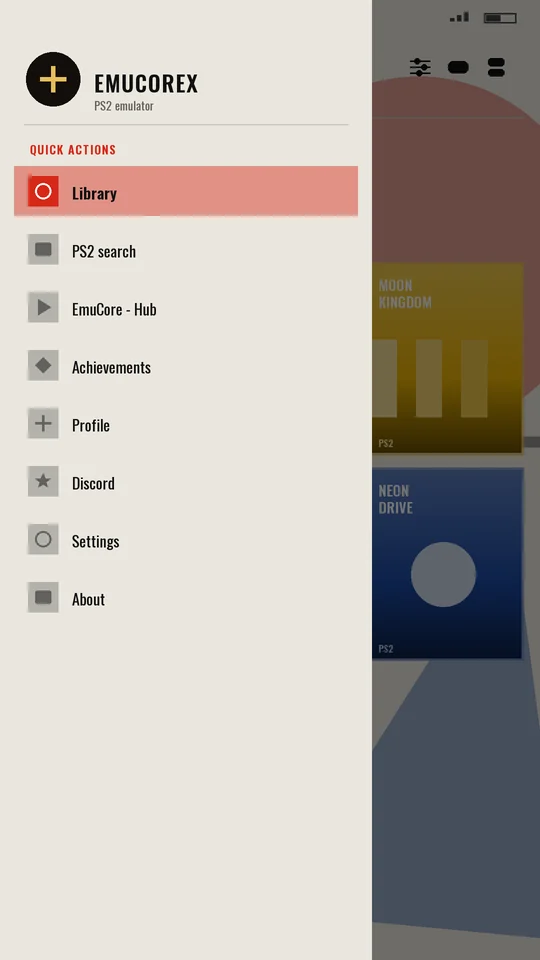 EMUCOREX
PS2 emulator
QUICK ACTIONS
Library
PS2 search
EmuCore - Hub
Achievements
Profile
Discord
Settings
About
MOON
KINGDOM
PS2
NEON
DRIVE
PS2